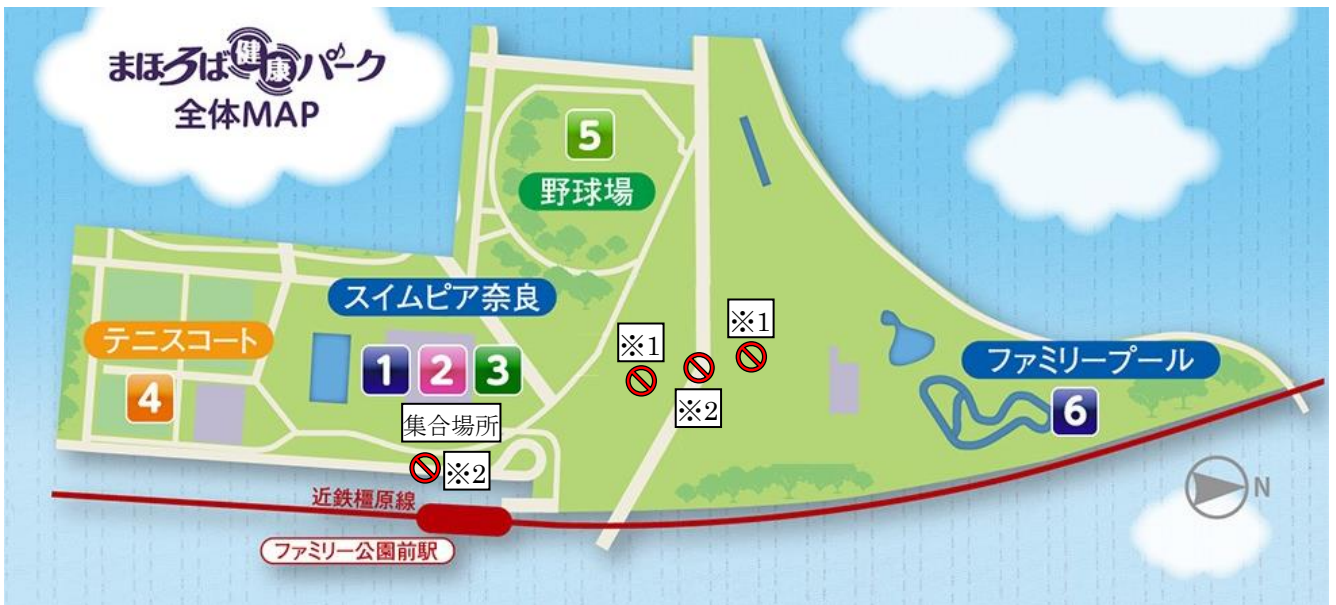 まほろば健康パーク
全体MAP
5
野球場
スイムピア奈良
テニスコート
1 2 3
4
集合場所
※2
※1
※1
※2
ファミリープール
6
近鉄橿原線
ファミリー公園前駅
N